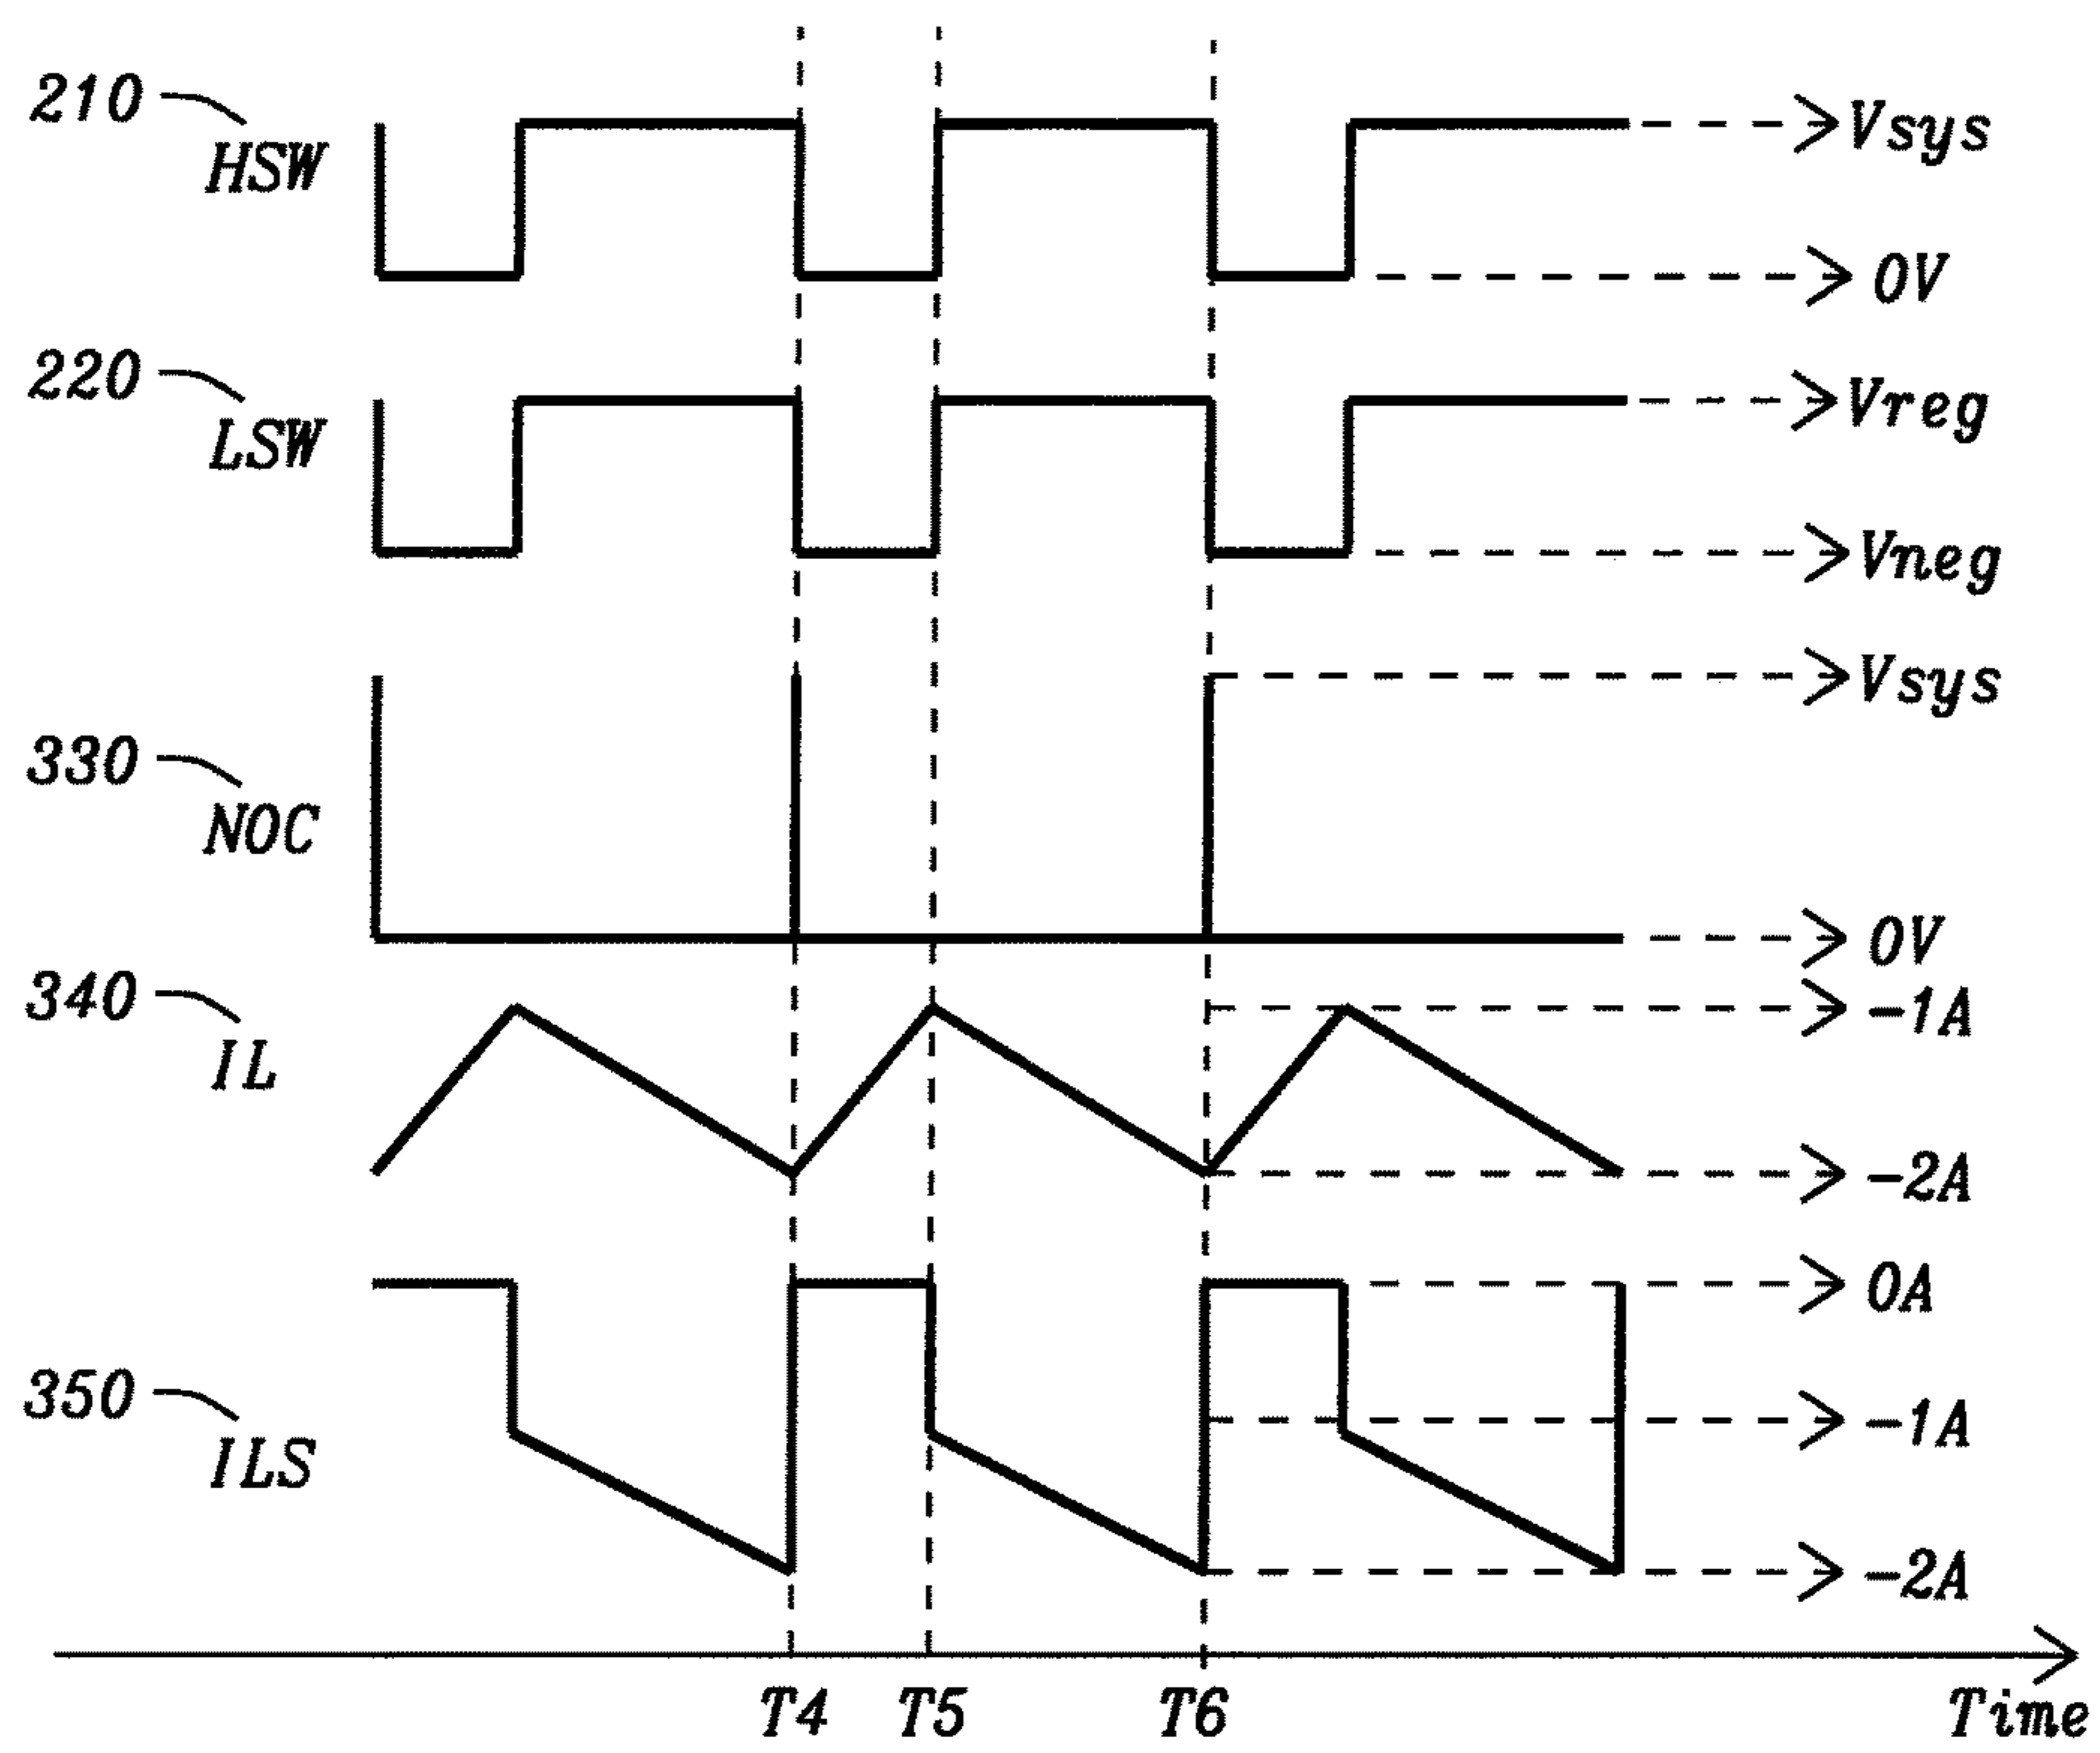 210
HSW
Vsys
0V
220
LSW
Vreg
Vneg
Vsys
330
NOC
0V
340
IL
-1A
-2A
0A
350
ILS
-1A
-2A
T4 T5 T6 Time